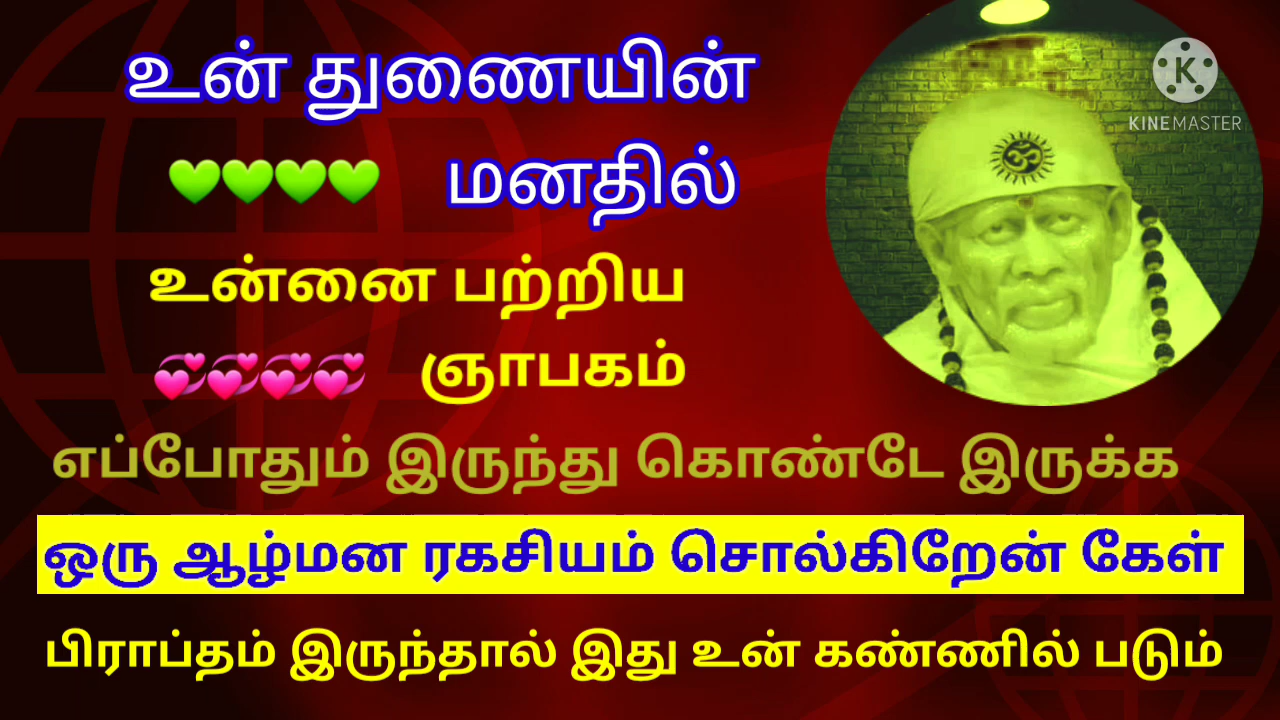 உன் துணையின்
💚💚💚💚 மனதில்
உன்னை பற்றிய
💞💞💞💞 ஞாபகம்
எப்போதும் இருந்து கொண்டே இருக்க
ஒரு ஆழ்மன ரகசியம் சொல்கிறேன் கேள்
பிராப்தம் இருந்தால் இது உன் கண்ணில் படும்
K
KINEMASTER
ॐ